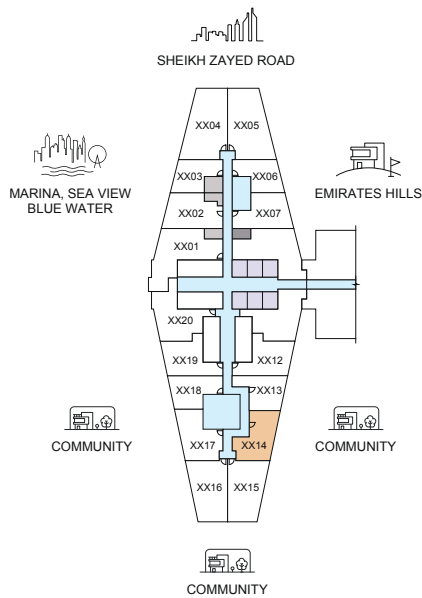 SHEIKH ZAYED ROAD
XX04
XX05
MARINA, SEA VIEW
BLUE WATER
EMIRATES HILLS
XX03
XX06
XX02
XX07
XX01
XX20
XX19
XX12
XX18
XX13
COMMUNITY
COMMUNITY
XX17
XX14
XX16
XX15
COMMUNITY